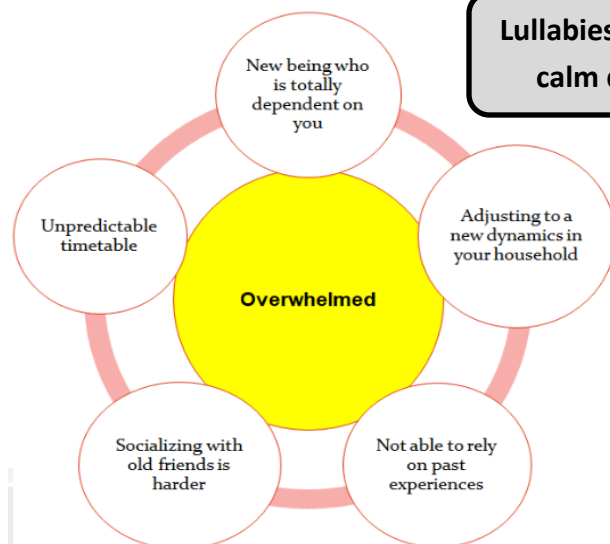 Lullabies
calm
New being who
is totally
dependent on
you
Adjusting to a
new dynamics in
your household
Not able to rely
on past
experiences
Socializing with
old friends is
harder
Unpredictable
timetable
Overwhelmed